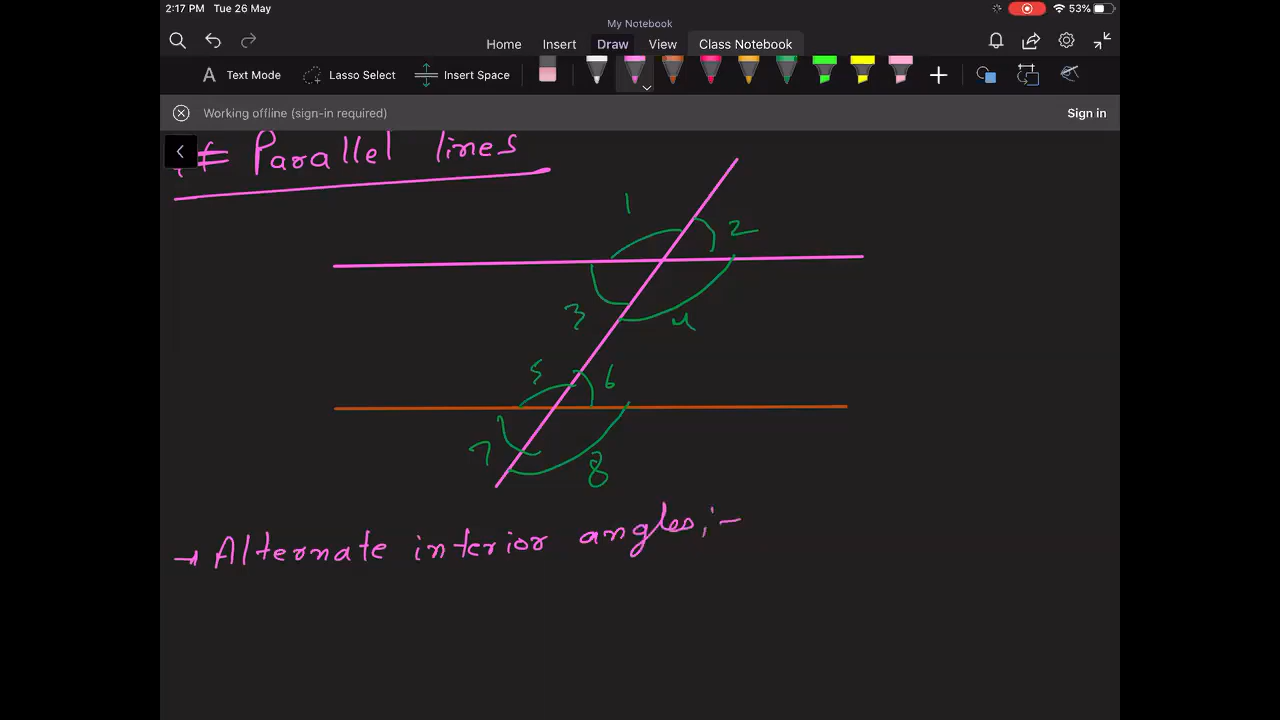 2:17 PM Tue 26 May
53%
My Notebook
Home Insert Draw View Class Notebook
A Text Mode Lasso Select Insert Space
Working offline (sign-in required) Sign in
Parallel lines
1
2
3
4
5
6
7
8
→ Alternate interior angles;-